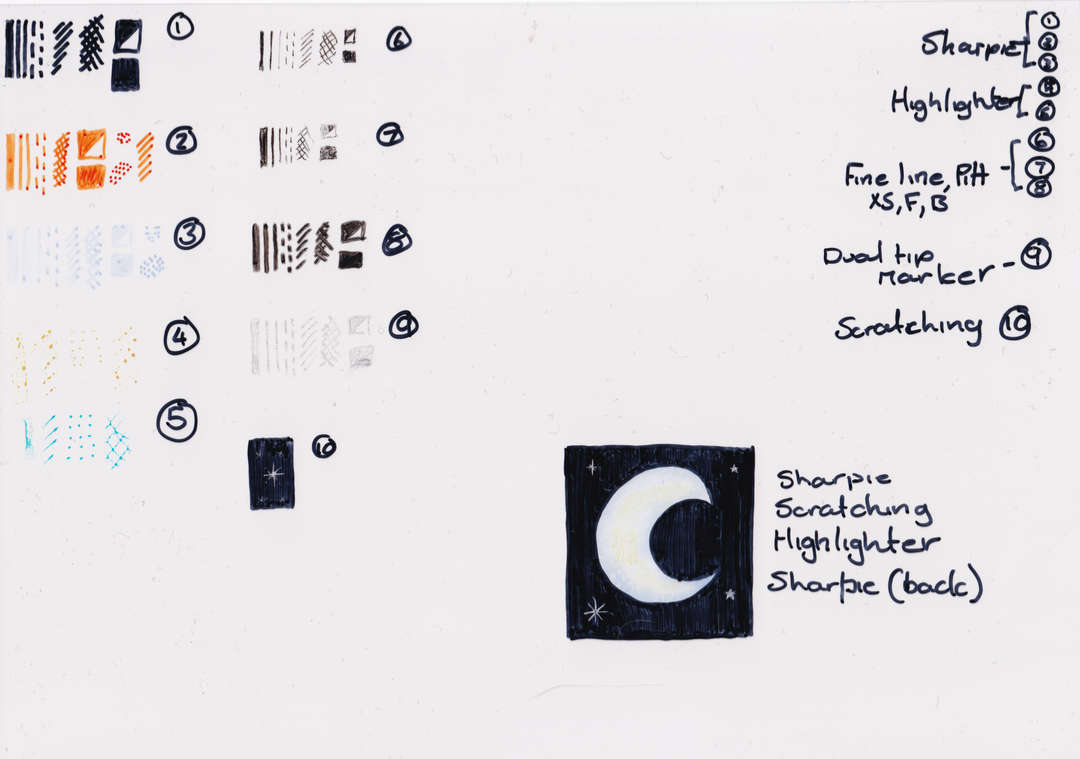 1
2
3
4
5
6
7
8
9
10
Sharpie 1
2
3
Highlighter 4
5
Fine line, Pitt 6
7
XS, F, B 8
Dual tip
Marker - 9
Scratching 10
Sharpie
Scratching
Highlighter
Sharpie (back)